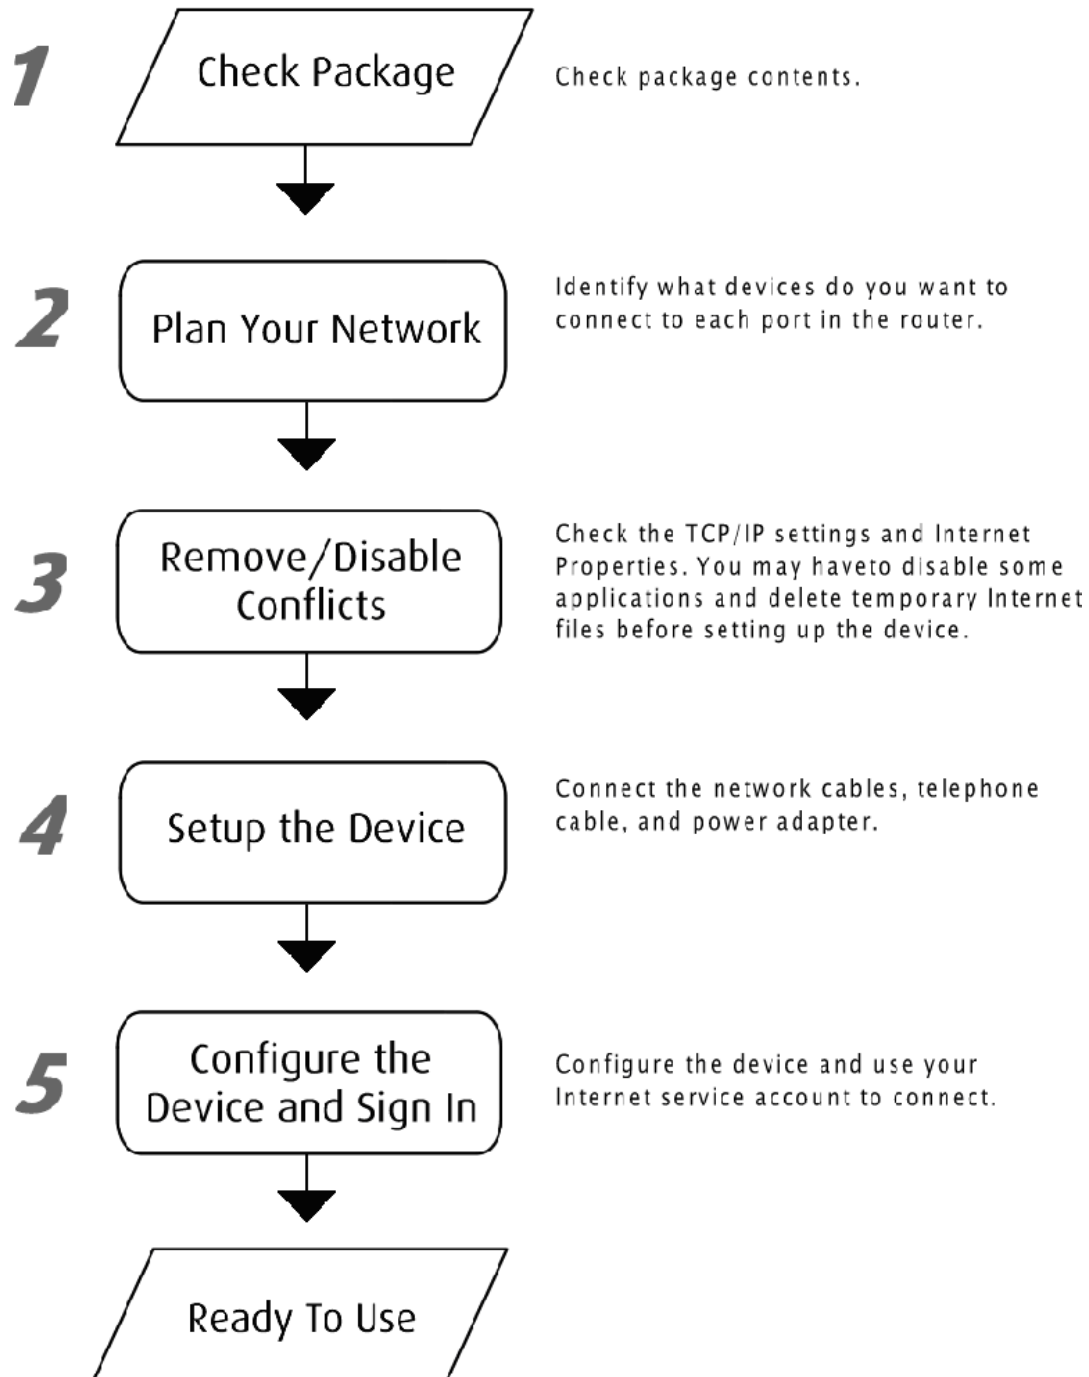 1
Check Package
Check package contents.
2
Plan Your Network
Identify what devices do you want to
connect to each port in the router.
3
Remove/Disable
Conflicts
Check the TCP/IP settings and Internet
Properties. You may haveto disable some
applications and delete temporary Internet
files before setting up the device.
4
Setup the Device
Connect the network cables, telephone
cable, and power adapter.
5
Configure the
Device and Sign In
Configure the device and use your
Internet service account to connect.
Ready To Use